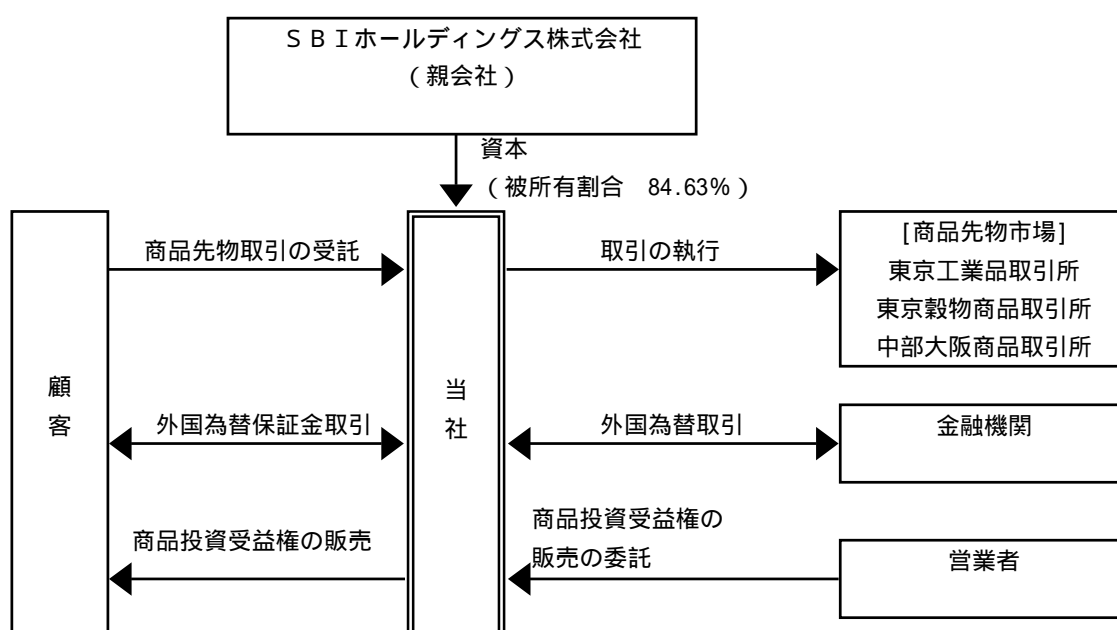 ＳＢＩホールディングス株式会社
（親会社）
資本
（被所有割合　84.63％）
商品先物取引の受託
取引の執行
[商品先物市場]
東京工業品取引所
東京穀物商品取引所
中部大阪商品取引所
顧
客
当
社
外国為替保証金取引
外国為替取引
金融機関
商品投資受益権の販売
商品投資受益権の
販売の委託
営業者